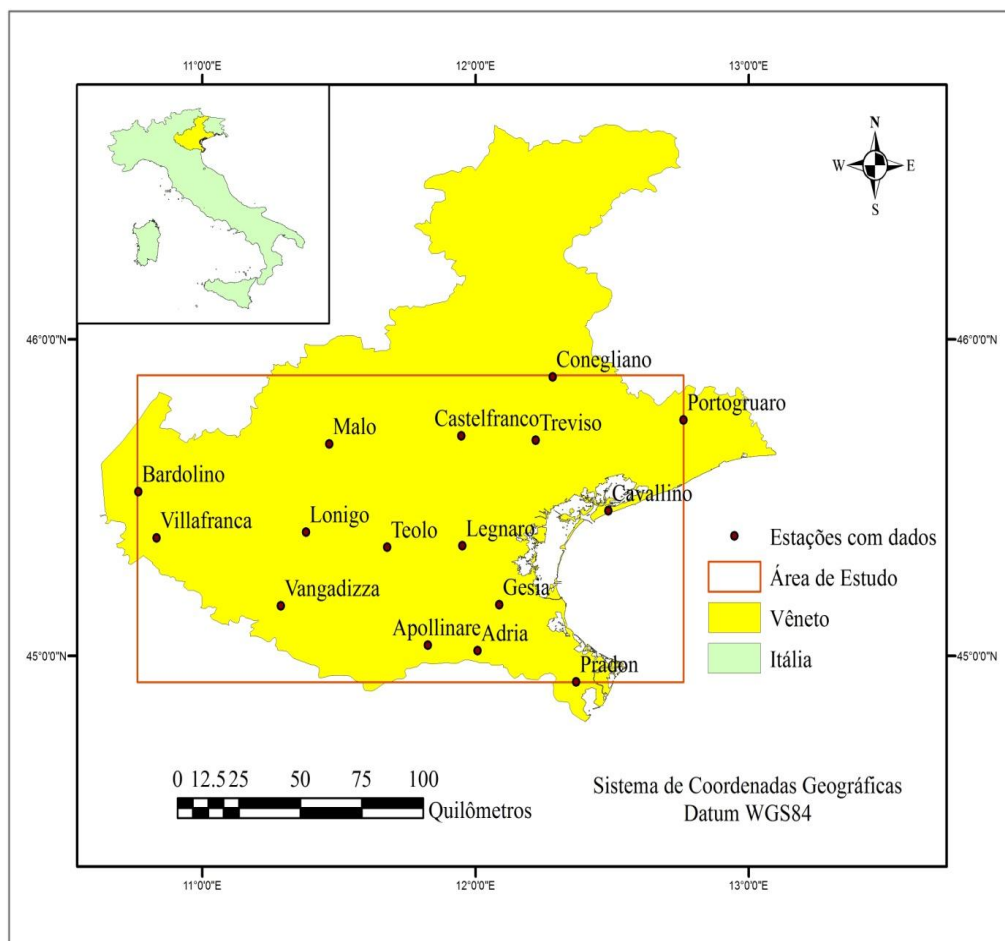 11°0'0"E
12°0'0"E
13°0'0"E
N
W
E
S
46°0'0"N
46°0'0"N
Conegliano
Portogruaro
Castelfranco
Malo
Treviso
Bardolino
Cavallino
Villafranca
Lonigo
Teolo
Legnaro
Estações com dados
Área de Estudo
Vangadizza
Gesia
Vêneto
Apollinare
Adria
45°0'0"N
Pradon
Itália
45°0'0"N
0 12.5 25 50 75 100
Quilômetros
Sistema de Coordenadas Geográficas
Datum WGS84
11°0'0"E
12°0'0"E
13°0'0"E